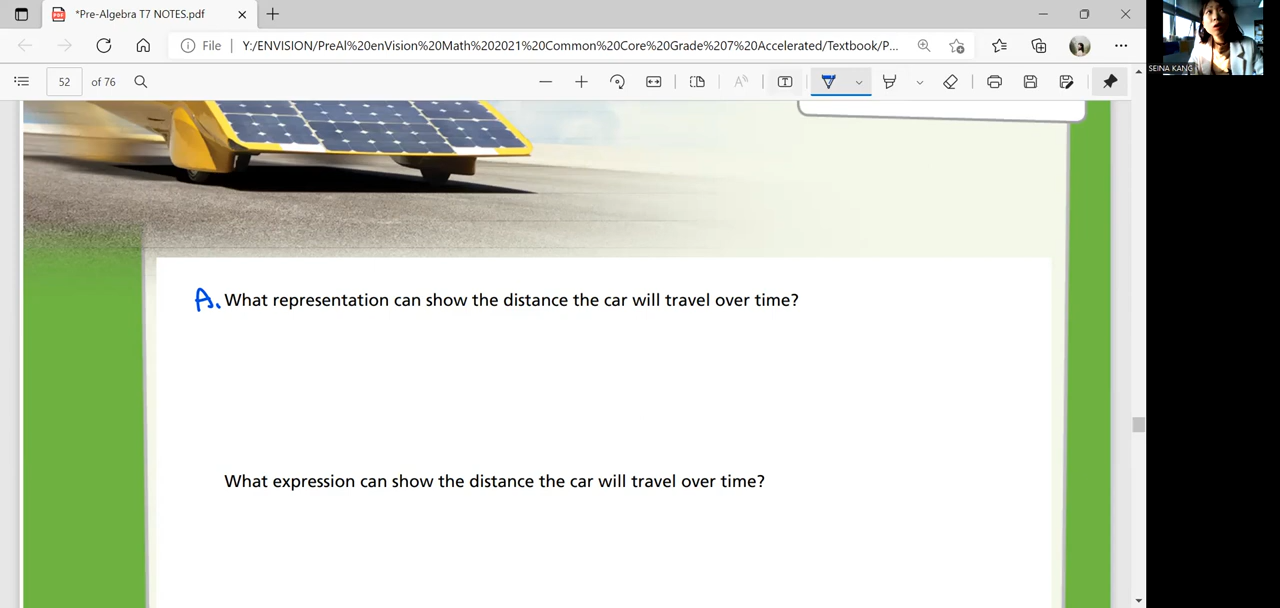 *Pre-Algebra T7 NOTES.pdf
File
Y:/ENVISION/PreAl%20enVision%20Math%202021%20Common%20Core%20Grade%207%20Accelerated/Textbook/P...
52 of 76
SEINA KANG
A. What representation can show the distance the car will travel over time?
What expression can show the distance the car will travel over time?